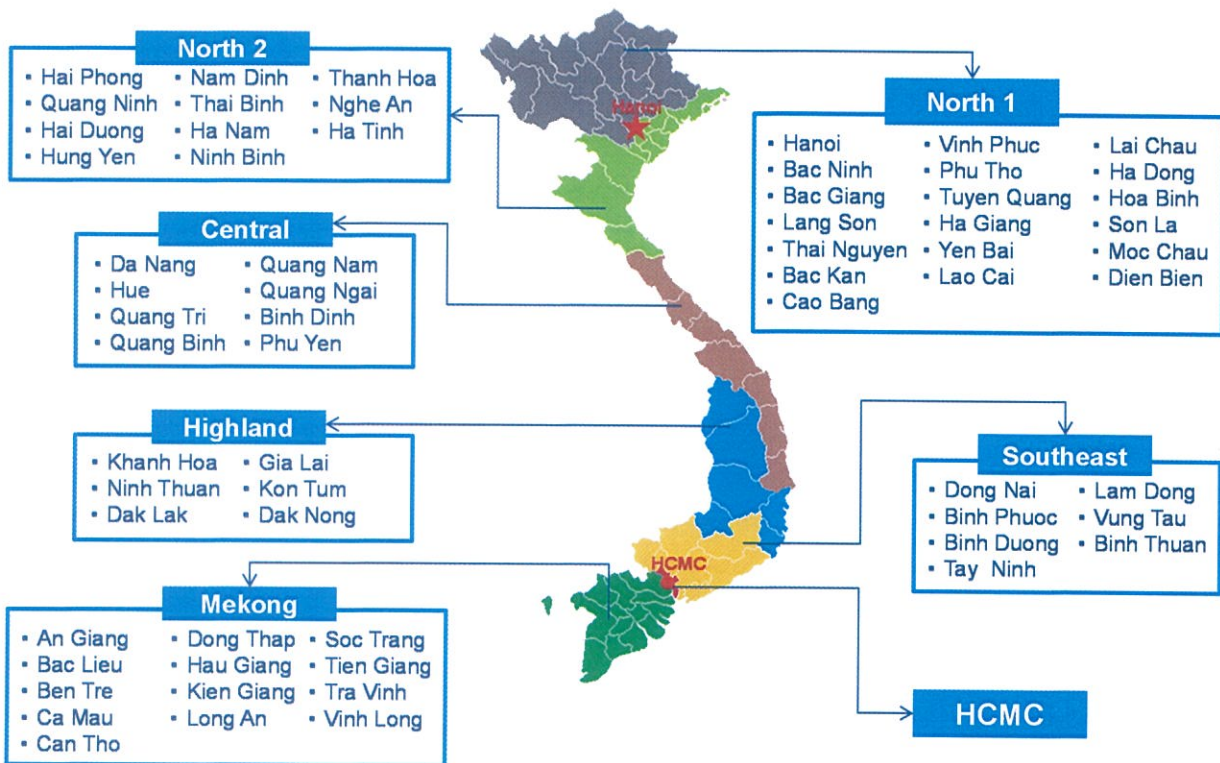 North 2
▪ Hai Phong ▪ Nam Dinh ▪ Thanh Hoa
▪ Quang Ninh ▪ Thai Binh ▪ Nghe An
▪ Hai Duong ▪ Ha Nam ▪ Ha Tinh
▪ Hung Yen ▪ Ninh Binh
Hanoi
North 1
▪ Hanoi ▪ Vinh Phuc ▪ Lai Chau
▪ Bac Ninh ▪ Phu Tho ▪ Ha Dong
▪ Bac Giang ▪ Tuyen Quang ▪ Hoa Binh
▪ Lang Son ▪ Ha Giang ▪ Son La
▪ Thai Nguyen ▪ Yen Bai ▪ Moc Chau
▪ Bac Kan ▪ Lao Cai ▪ Dien Bien
▪ Cao Bang
Central
▪ Da Nang ▪ Quang Nam
▪ Hue ▪ Quang Ngai
▪ Quang Tri ▪ Binh Dinh
▪ Quang Binh ▪ Phu Yen
Highland
▪ Khanh Hoa ▪ Gia Lai
▪ Ninh Thuan ▪ Kon Tum
▪ Dak Lak ▪ Dak Nong
Southeast
▪ Dong Nai ▪ Lam Dong
▪ Binh Phuoc ▪ Vung Tau
▪ Binh Duong ▪ Binh Thuan
▪ Tay Ninh
HCMC
Mekong
▪ An Giang ▪ Dong Thap ▪ Soc Trang
▪ Bac Lieu ▪ Hau Giang ▪ Tien Giang
▪ Ben Tre ▪ Kien Giang ▪ Tra Vinh
▪ Ca Mau ▪ Long An ▪ Vinh Long
▪ Can Tho
HCMC